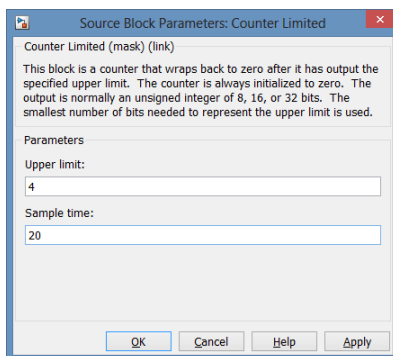 Source Block Parameters: Counter Limited
Counter Limited (mask) (link)
This block is a counter that wraps back to zero after it has output the
specified upper limit.  The counter is always initialized to zero.  The
output is normally an unsigned integer of 8, 16, or 32 bits.  The
smallest number of bits needed to represent the upper limit is used.
Parameters
Upper limit:
4
Sample time:
20
OK Cancel Help Apply